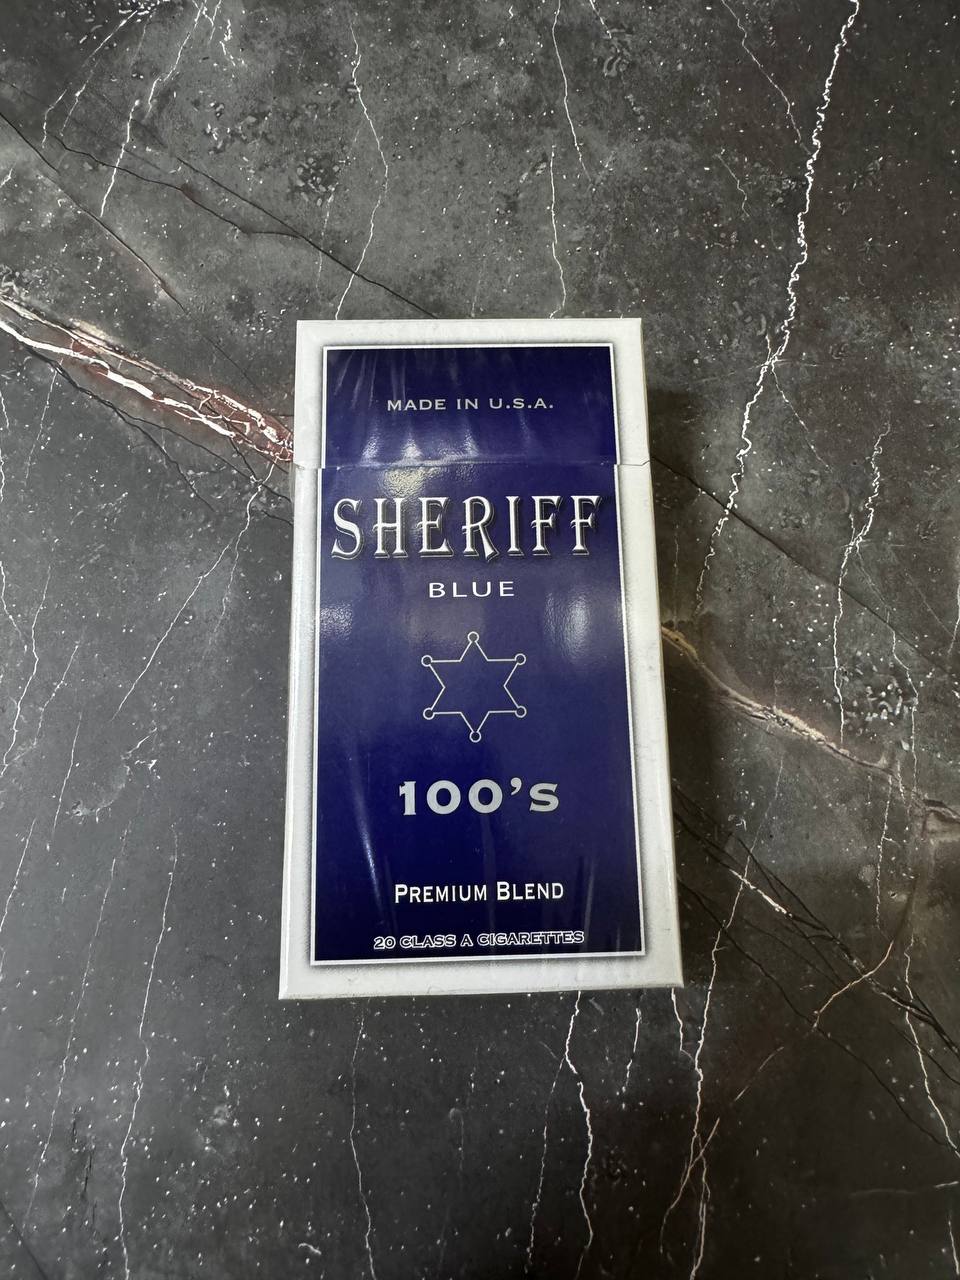 MADE IN U.S.A.
SHERIFF
BLUE
100's
PREMIUM BLEND
20 CLASS A CIGARETTES